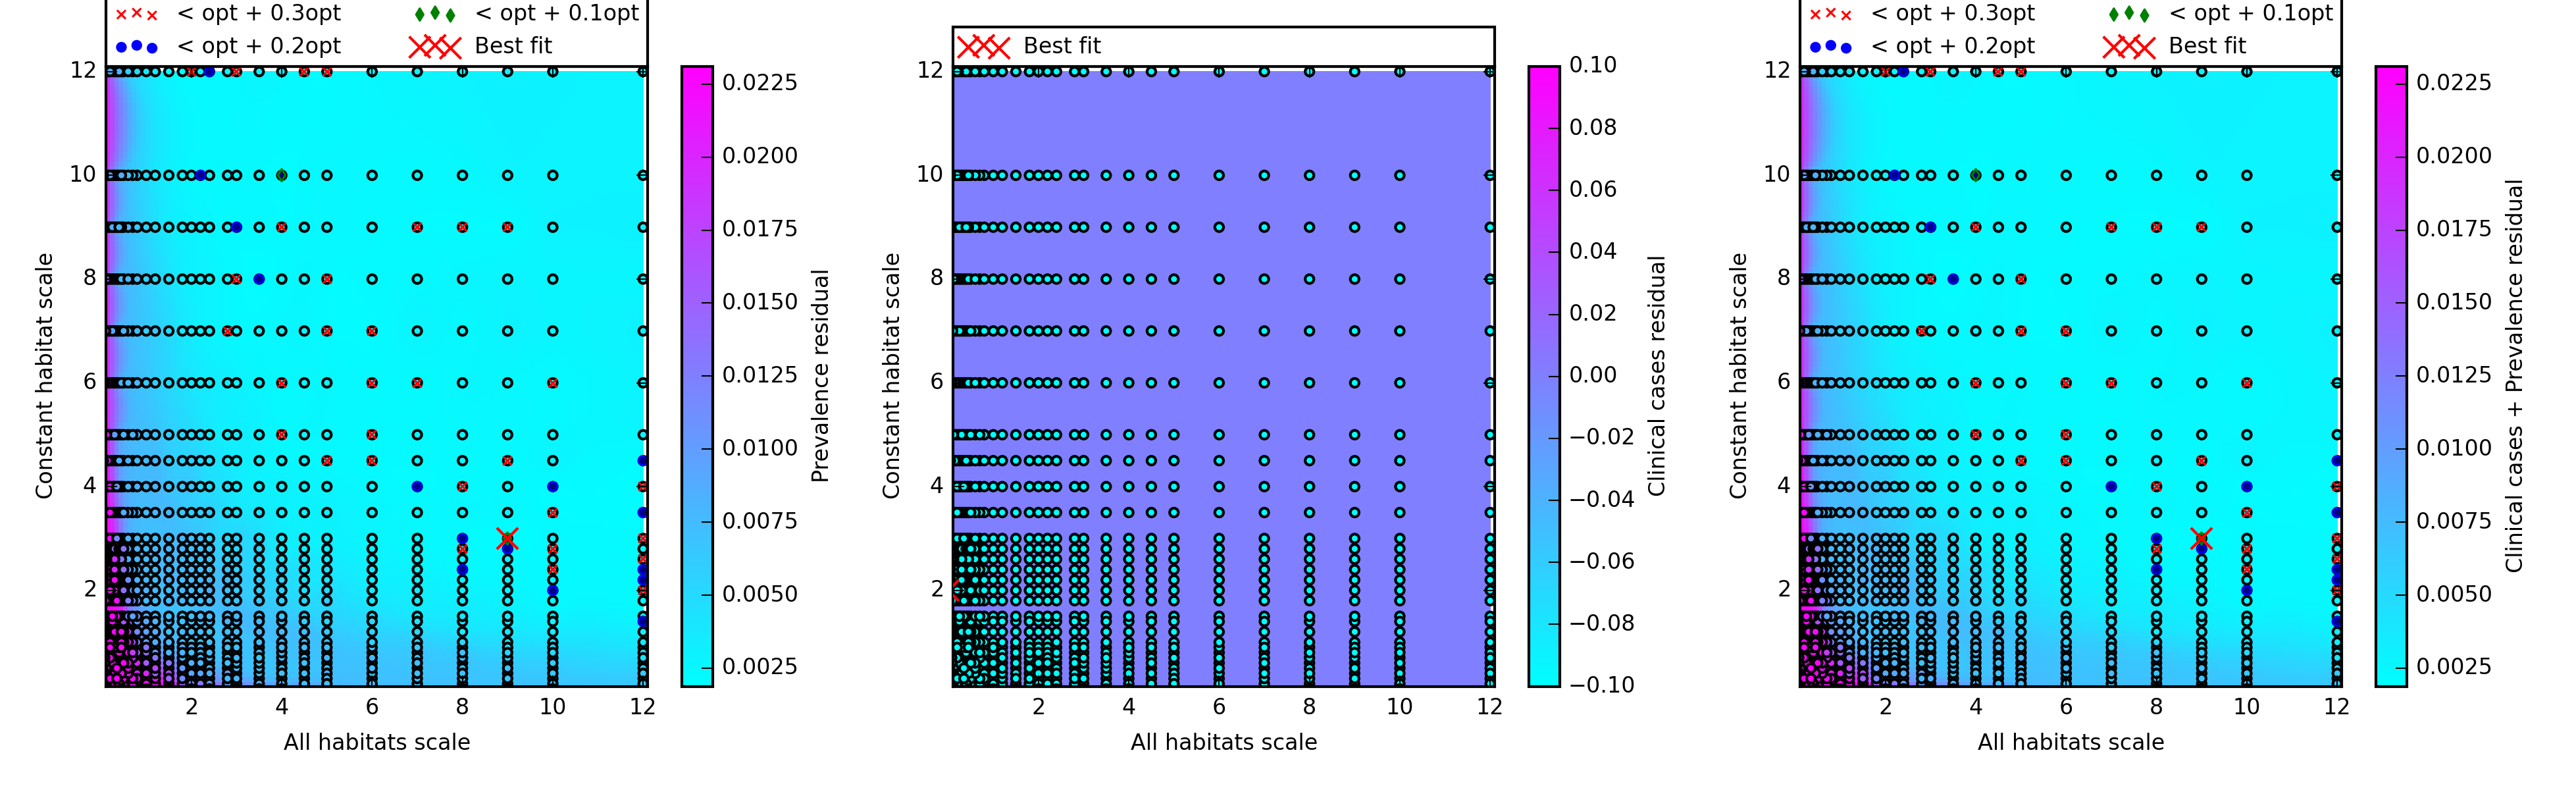 < opt + 0.3opt
< opt + 0.1opt
< opt + 0.2opt
Best fit
12
10
8
6
4
2
Constant habitat scale
2 4 6 8 10 12
All habitats scale
0.0225
0.0200
0.0175
0.0150
0.0125
0.0100
0.0075
0.0050
0.0025
Prevalence residual
Best fit
12
10
8
6
4
2
Constant habitat scale
2 4 6 8 10 12
All habitats scale
0.10
0.08
0.06
0.04
0.02
0.00
−0.02
−0.04
−0.06
−0.08
−0.10
Clinical cases residual
< opt + 0.3opt
< opt + 0.1opt
< opt + 0.2opt
Best fit
12
10
8
6
4
2
Constant habitat scale
2 4 6 8 10 12
All habitats scale
0.0225
0.0200
0.0175
0.0150
0.0125
0.0100
0.0075
0.0050
0.0025
Clinical cases + Prevalence residual